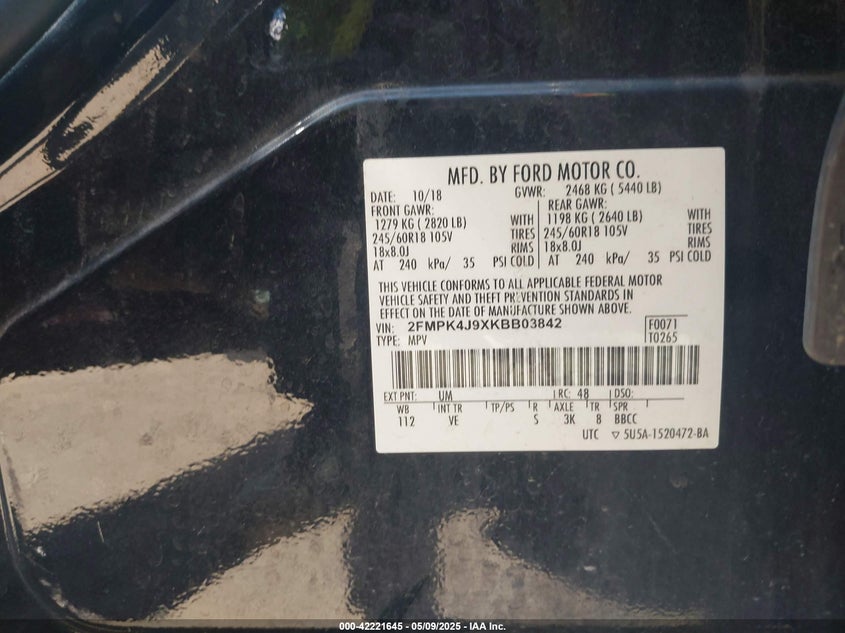 MFD. BY FORD MOTOR CO.
DATE: 10/18 GVWR: 2468 KG ( 5440 LB)
FRONT GAWR: REAR GAWR:
1279 KG ( 2820 LB) WITH 1198 KG ( 2640 LB) WITH
245/60R18 105V TIRES 245/60R18 105V TIRES
18x8.0J RIMS 18x8.0J RIMS
AT 240 kPa/ 35 PSI COLD AT 240 kPa/ 35 PSI COLD
THIS VEHICLE CONFORMS TO ALL APPLICABLE FEDERAL MOTOR
VEHICLE SAFETY AND THEFT PREVENTION STANDARDS IN
EFFECT ON THE DATE OF MANUFACTURE SHOWN ABOVE.
VIN: 2FMPK4J9XKBB03842 F0071
TYPE: MPV T0265
EXT PNT: UM RC: 48 DSO:
WB INT TR TP/PS R AXLE TR SPR
112 VE S 3K 8 BBCC
UTC ▽ 5U5A-1520472-BA
000-42221645 - 05/09/2025 - IAA Inc.